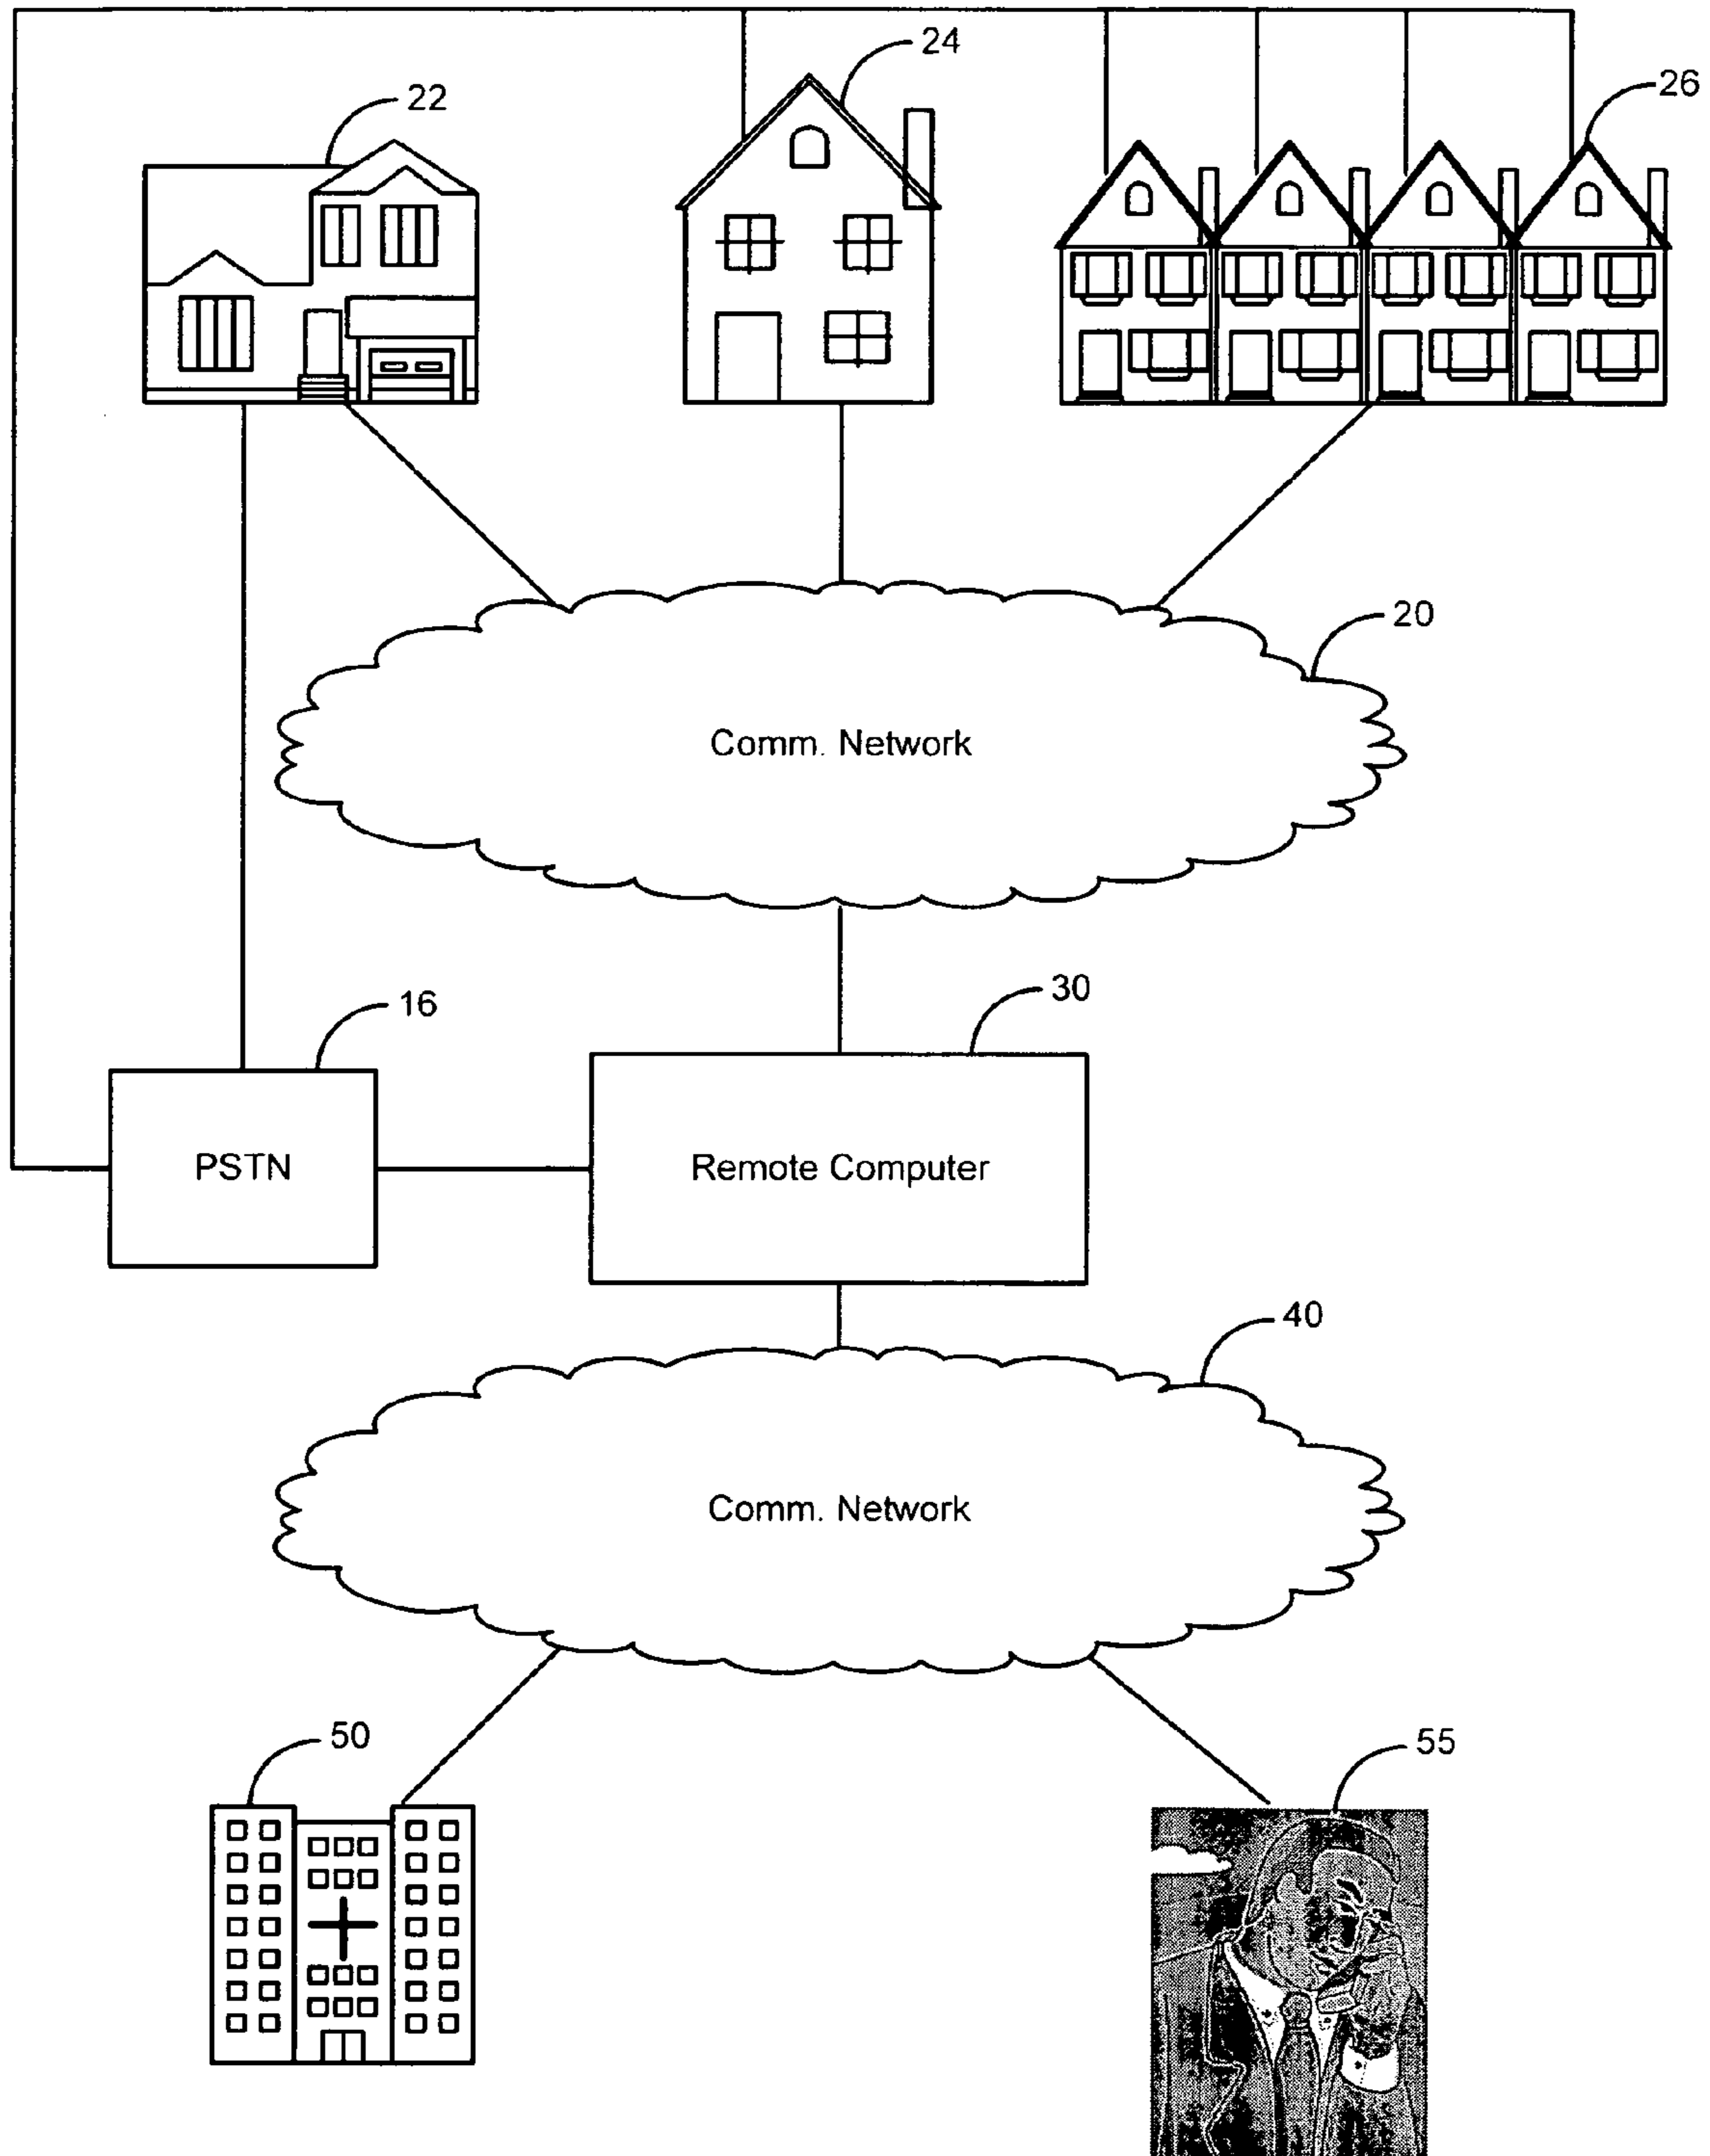 24
26
22
20
Comm. Network
30
16
PSTN
Remote Computer
40
Comm. Network
50
55